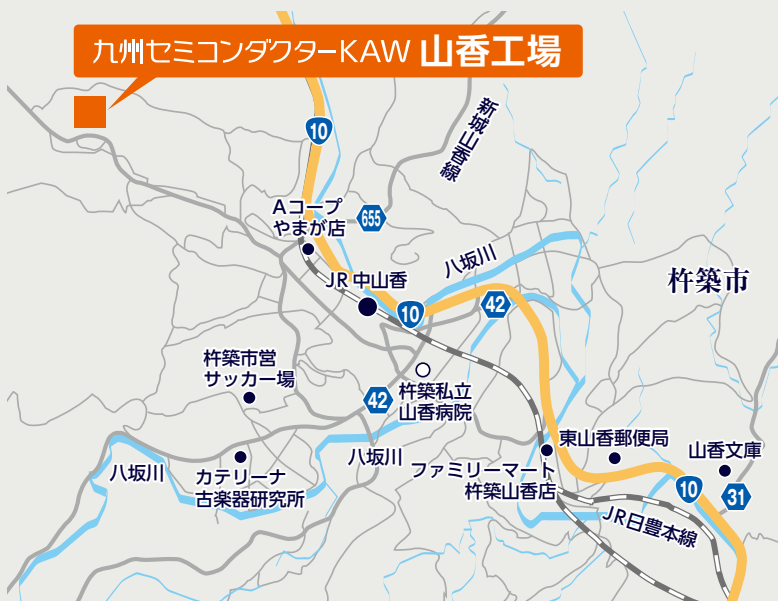 九州セミコンダクターKAW 山香工場
10
新城山香線
Aコープ
やまが店
655
JR 中山香
八坂川
杵築市
10
42
杵築市営
サッカー場
42
杵築私立
山香病院
八坂川
カテリーナ
古楽器研究所
八坂川
ファミリーマート
杵築山香店
東山香郵便局
山香文庫
10
31
JR日豊本線